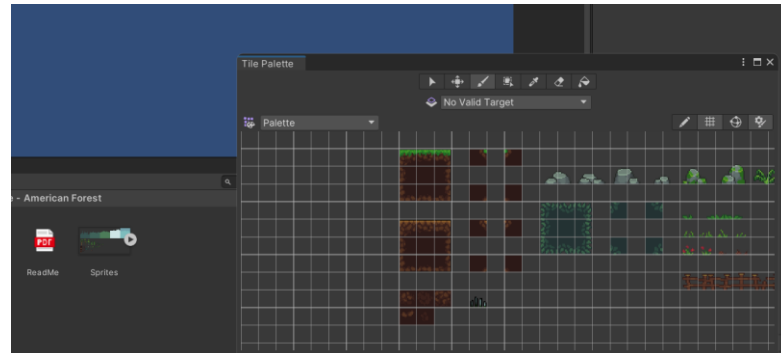 Tile Palette
No Valid Target
Palette
- American Forest
PDF
ReadMe
Sprites